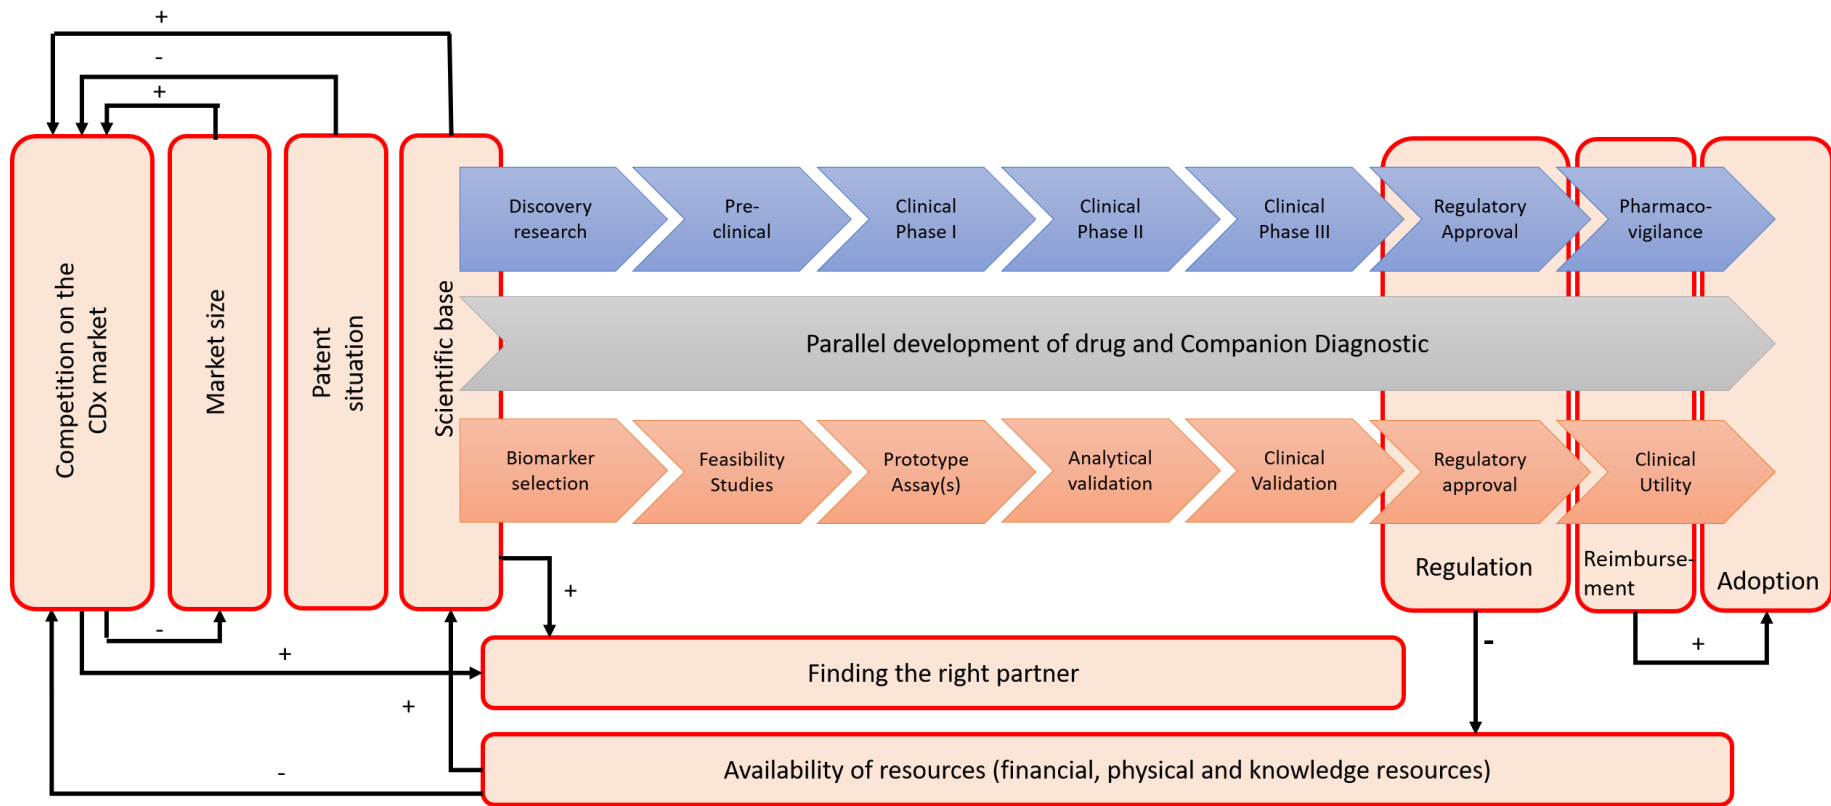 +
-
+
Competition on the
CDx market
Market size
Patent
situation
Scientific base
Discovery
research
Pre-
clinical
Clinical
Phase I
Clinical
Phase II
Clinical
Phase III
Regulatory
Approval
Pharmaco-
vigilance
Parallel development of drug and Companion Diagnostic
Biomarker
selection
Feasibility
Studies
Prototype
Assay(s)
Analytical
validation
Clinical
Validation
Regulatory
approval
Clinical
Utility
Regulation
Reimburse-
ment
Adoption
+
-
+
-
+
Finding the right partner
+
-
Availability of resources (financial, physical and knowledge resources)